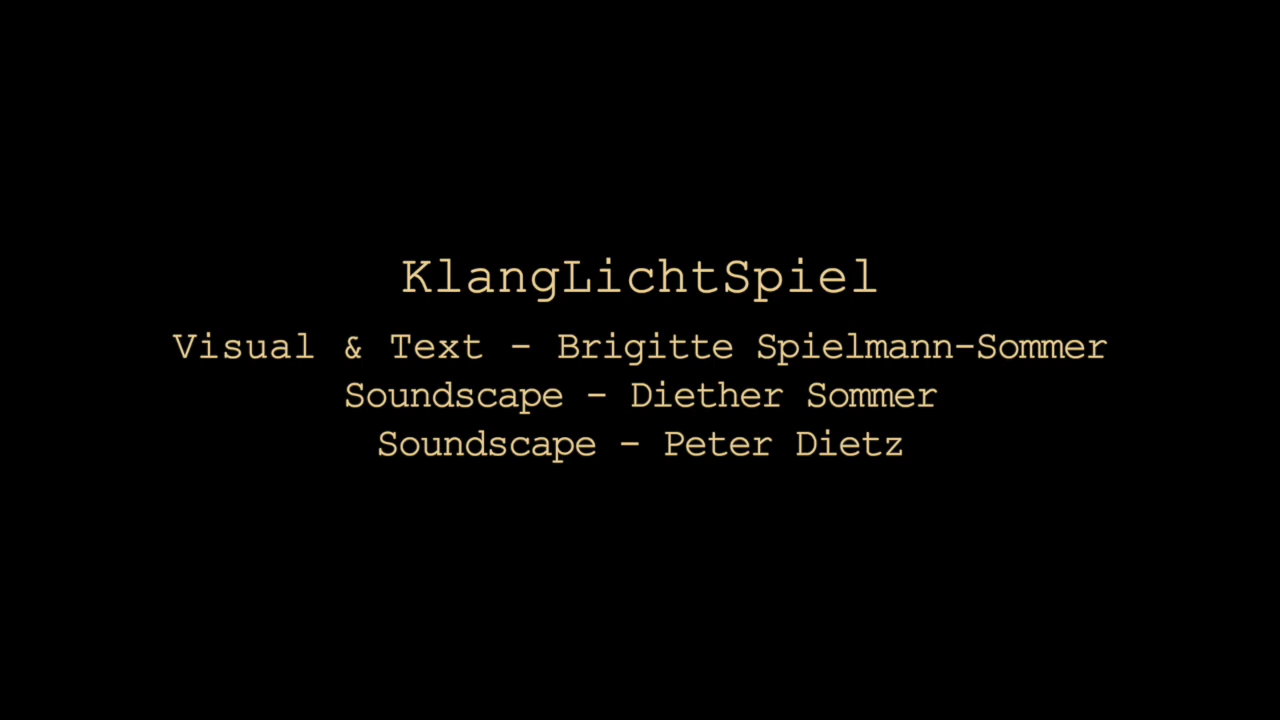 KlangLichtSpiel
Visual & Text - Brigitte Spielmann-Sommer
Soundscape - Diether Sommer
Soundscape - Peter Dietz